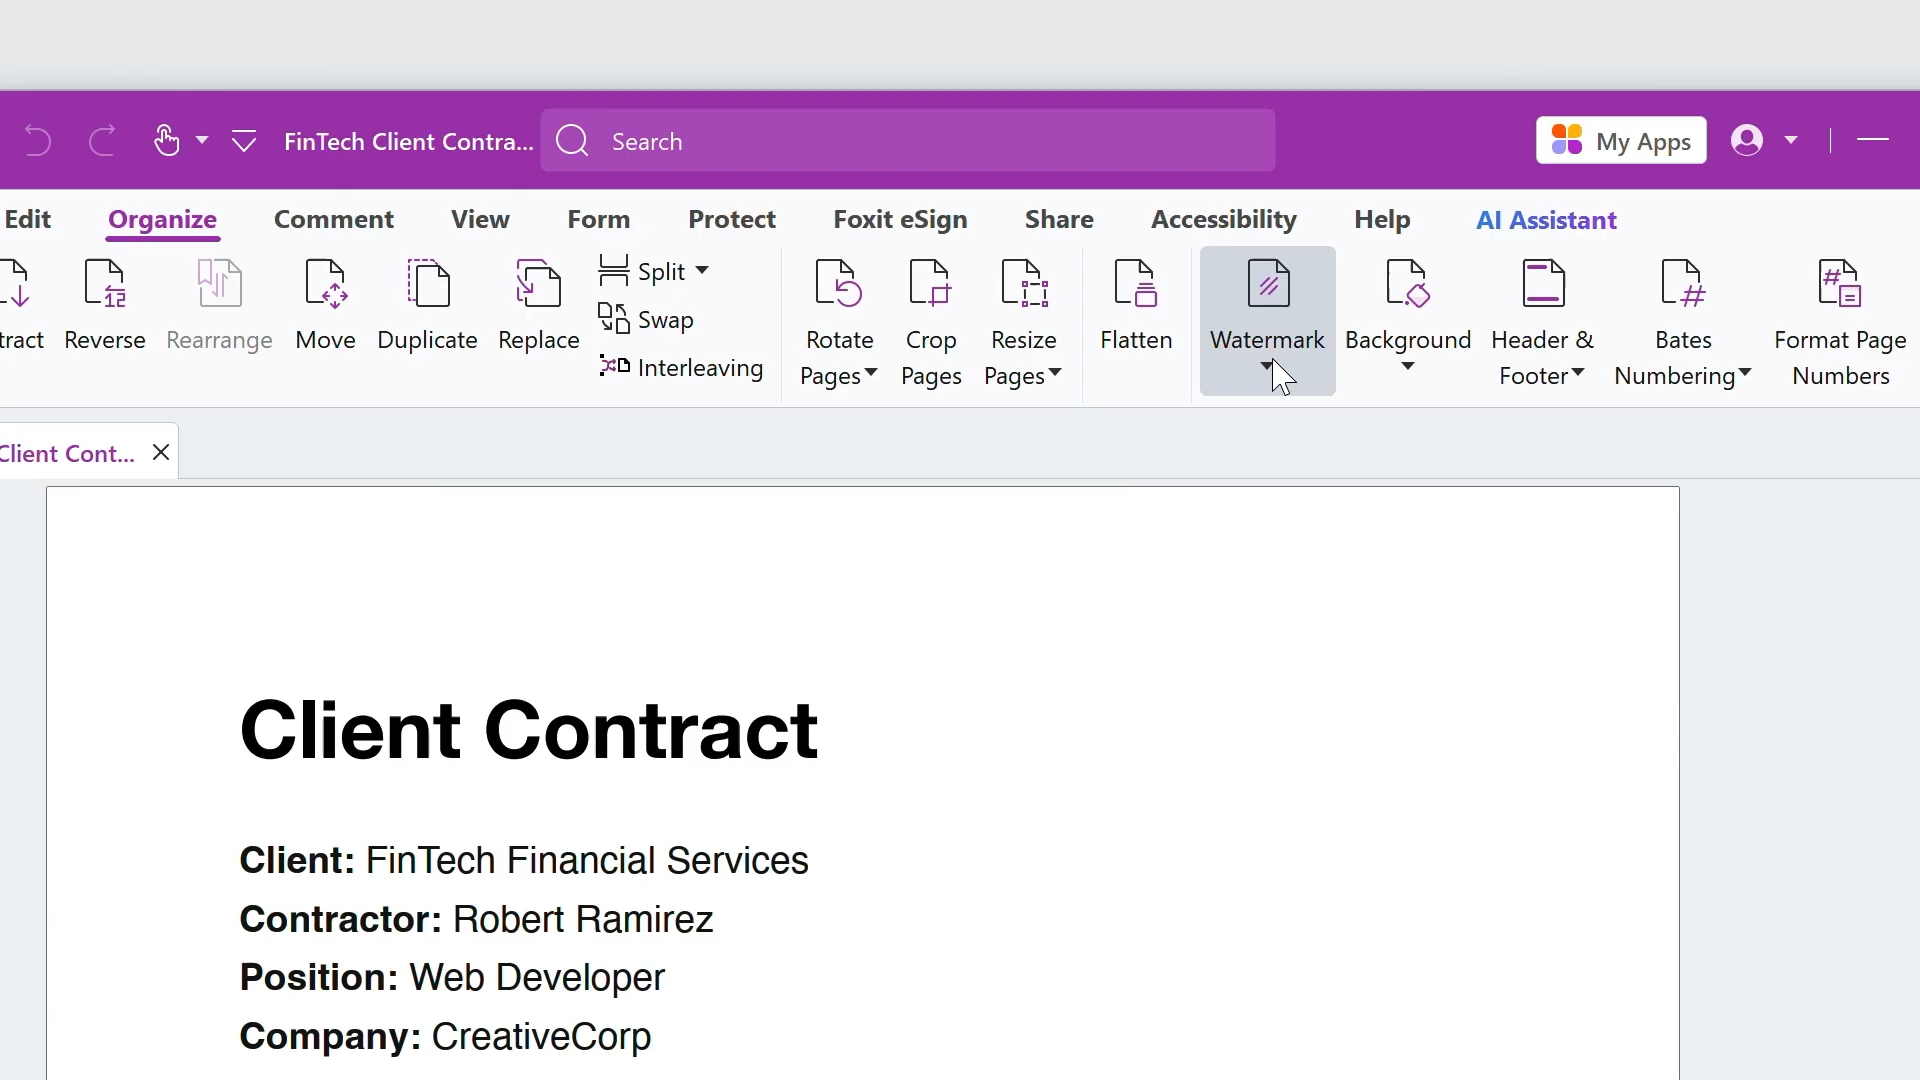 FinTech Client Contra... Search My Apps
Edit Organize Comment View Form Protect Foxit eSign Share Accessibility Help AI Assistant
tract Reverse Rearrange Move Duplicate Replace
Split
Swap
Interleaving
Rotate Pages
Crop Pages
Resize Pages
Flatten
Watermark
Background
Header & Footer
Bates Numbering
Format Page Numbers
Client Cont...
Client Contract
Client: FinTech Financial Services
Contractor: Robert Ramirez
Position: Web Developer
Company: CreativeCorp